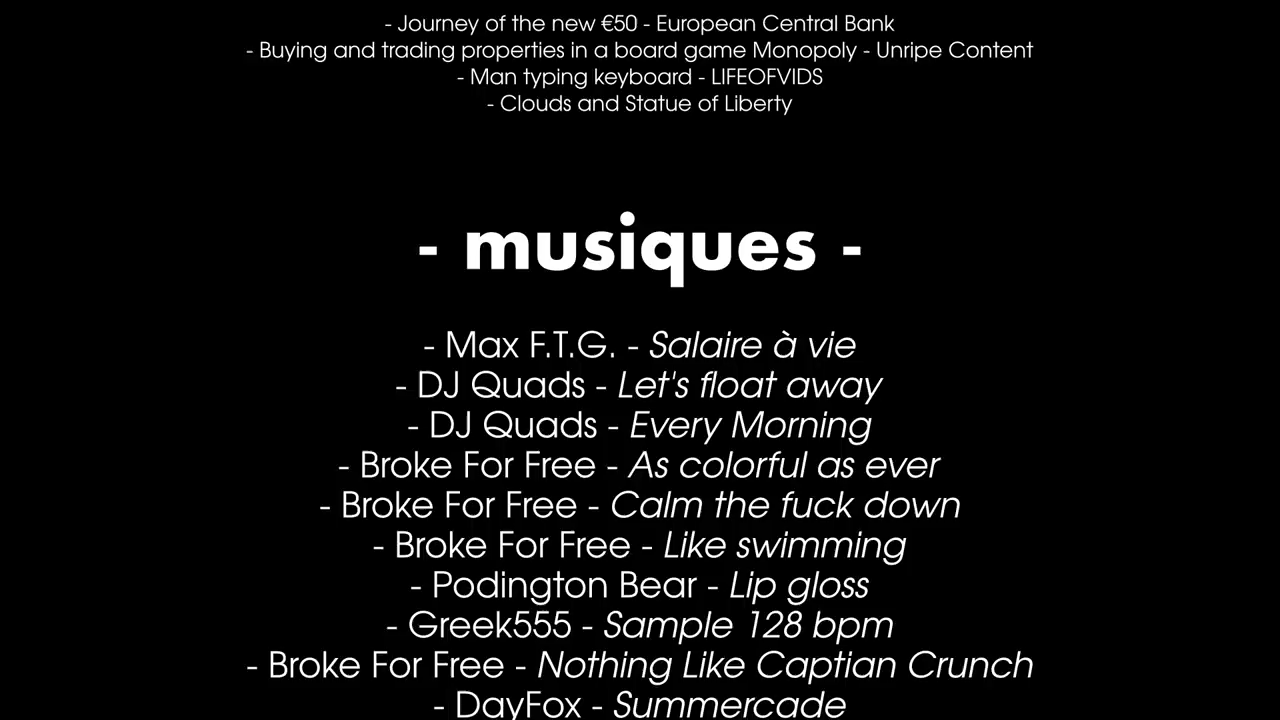 - Journey of the new €50 - European Central Bank
- Buying and trading properties in a board game Monopoly - Unripe Content
- Man typing keyboard - LIFEOFVIDS
- Clouds and Statue of Liberty
- musiques -
- Max F.T.G. - Salaire à vie
- DJ Quads - Let's float away
- DJ Quads - Every Morning
- Broke For Free - As colorful as ever
- Broke For Free - Calm the fuck down
- Broke For Free - Like swimming
- Podington Bear - Lip gloss
- Greek555 - Sample 128 bpm
- Broke For Free - Nothing Like Captian Crunch
- DayFox - Summercade